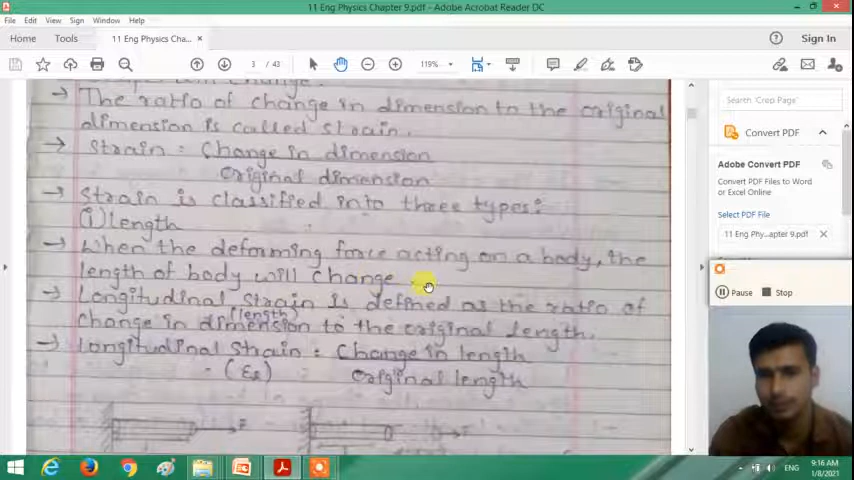 11 Eng Physics Chapter 9.pdf - Adobe Acrobat Reader DC
File Edit View Sign Window Help
Home Tools 11 Eng Physics Cha... × Sign In
3 / 43 119%
→ The ratio of change in dimension to the original
dimension is called strain.
→ Strain : Change in dimension
original dimension
→ Strain is classified into three types:
(i) length
→ When the deforming force acting on a body, the
length of body will change
→ Longitudinal strain is defined as the ratio of
(length)
change in dimension to the original length.
→ Longitudinal strain : Change in length
(εl) original length
F F
Search 'Crop Page'
Convert PDF
Adobe Convert PDF
Convert PDF Files to Word
or Excel Online
Select PDF File
11 Eng Phy...apter 9.pdf ×
Pause Stop
ENG
9:16 AM
1/8/2021